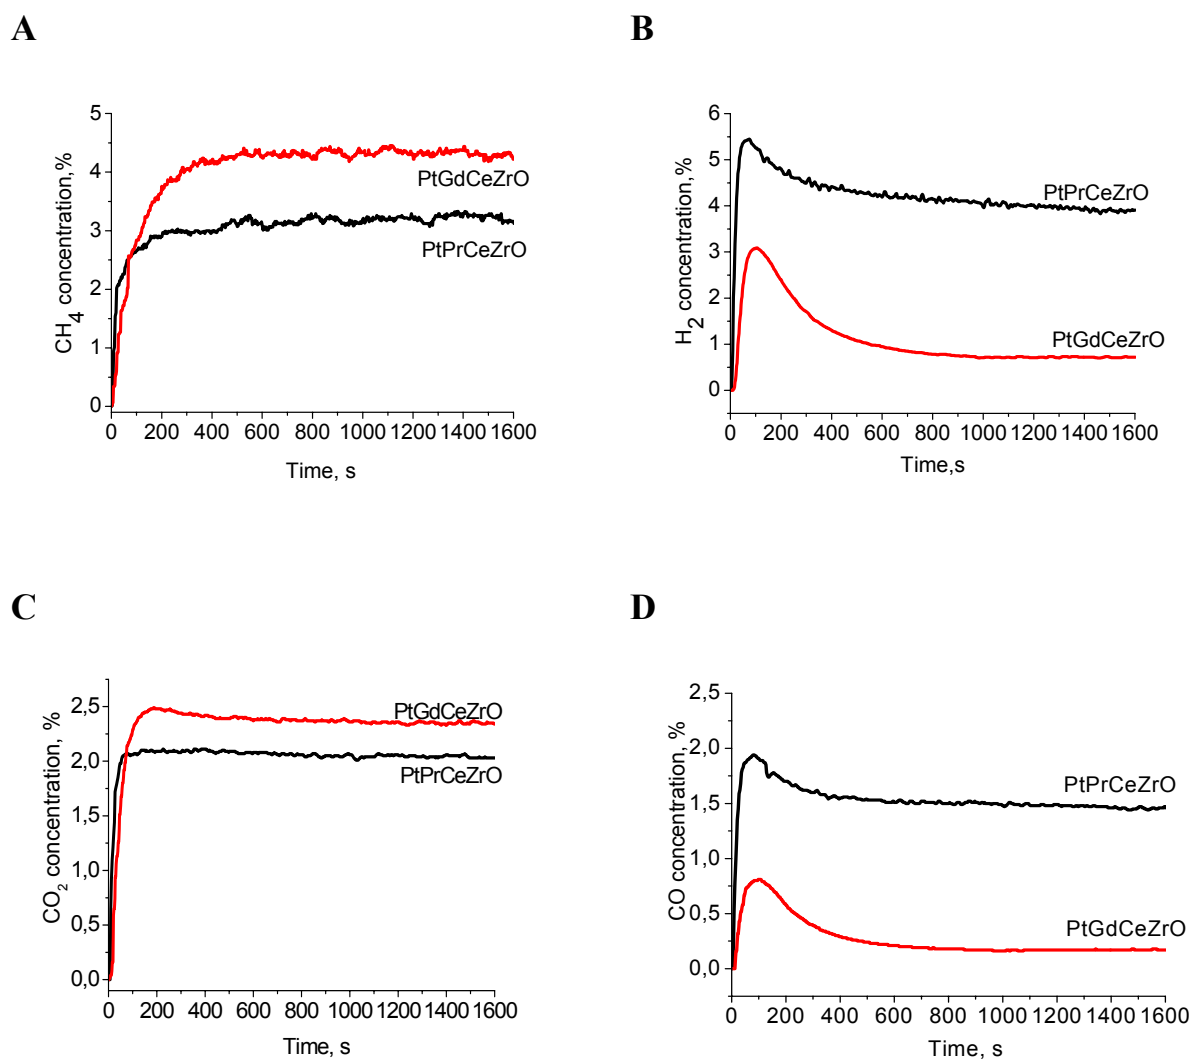 A
B
CH4 concentration,%
5
4
3
2
1
0
PtGdCeZrO
PtPrCeZrO
0 200 400 600 800 1000 1200 1400 1600
Time, s
H2 concentration,%
6
5
4
3
2
1
0
PtPrCeZrO
PtGdCeZrO
0 200 400 600 800 1000 1200 1400 1600
Time,s
C
D
CO2 concentration, %
2,5
2,0
1,5
1,0
0,5
0,0
PtGdCeZrO
PtPrCeZrO
0 200 400 600 800 1000 1200 1400 1600
Time, s
CO concentration, %
2,5
2,0
1,5
1,0
0,5
0,0
PtPrCeZrO
PtGdCeZrO
0 200 400 600 800 1000 1200 1400 1600
Time, s